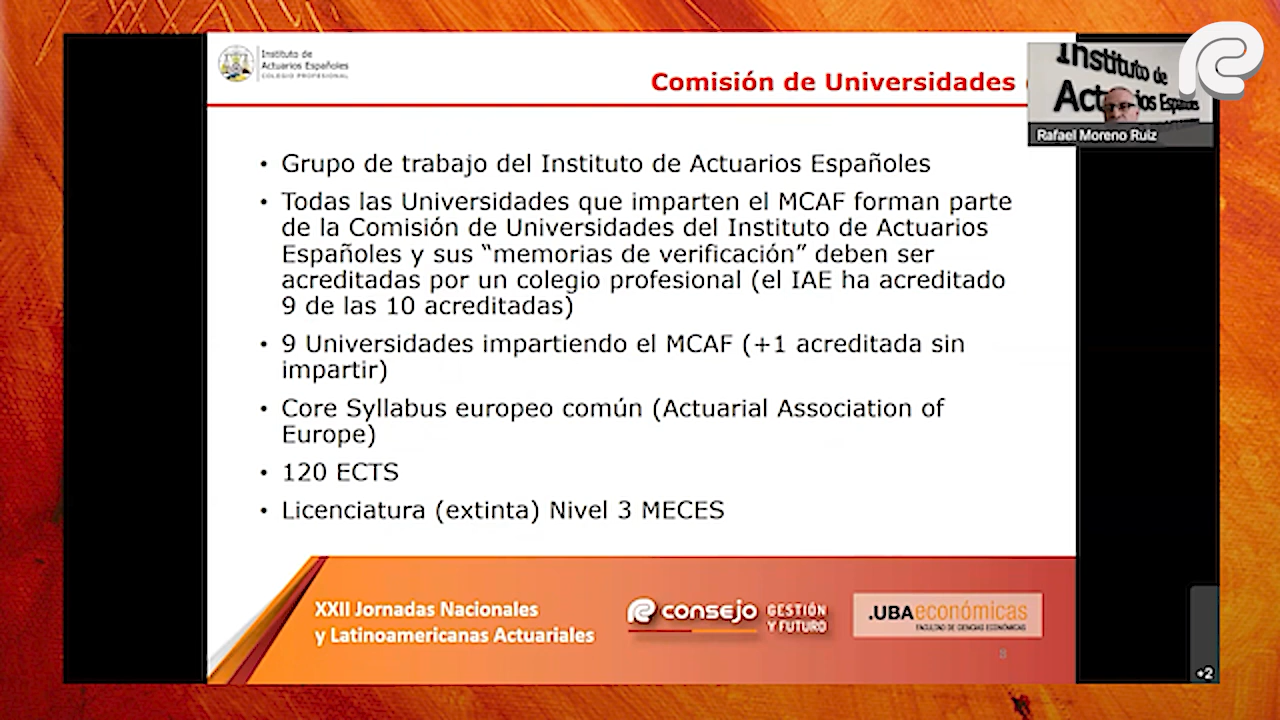 Instituto de
Actuarios Españoles
COLEGIO PROFESIONAL
Comisión de Universidades
Instituto de
Actuarios Españoles
Rafael Moreno Ruiz
• Grupo de trabajo del Instituto de Actuarios Españoles
• Todas las Universidades que imparten el MCAF forman parte
de la Comisión de Universidades del Instituto de Actuarios
Españoles y sus “memorias de verificación” deben ser
acreditadas por un colegio profesional (el IAE ha acreditado
9 de las 10 acreditadas)
• 9 Universidades impartiendo el MCAF (+1 acreditada sin
impartir)
• Core Syllabus europeo común (Actuarial Association of
Europe)
• 120 ECTS
• Licenciatura (extinta) Nivel 3 MECES
XXII Jornadas Nacionales
y Latinoamericanas Actuariales
consejo
GESTIÓN
Y FUTURO
.UBAeconómicas
FACULTAD DE CIENCIAS ECONÓMICAS
8
+2